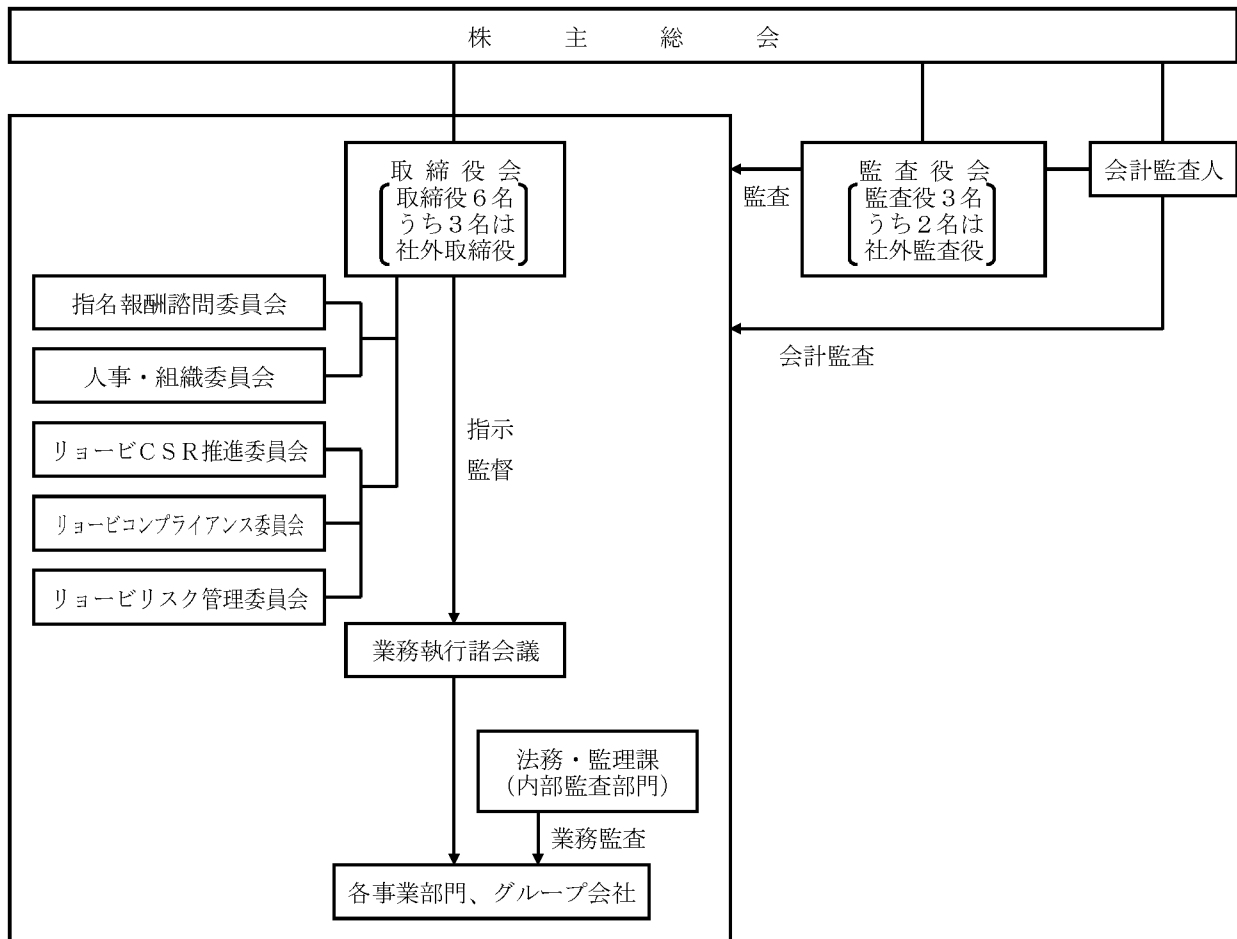 株主総会
取締役会
取締役６名
うち３名は
社外取締役
監査
監査役会
監査役３名
うち２名は
社外監査役
会計監査人
会計監査
指名報酬諮問委員会
人事・組織委員会
リョービＣＳＲ推進委員会
リョービコンプライアンス委員会
リョービリスク管理委員会
指示
監督
業務執行諸会議
法務・監理課
（内部監査部門）
業務監査
各事業部門、グループ会社